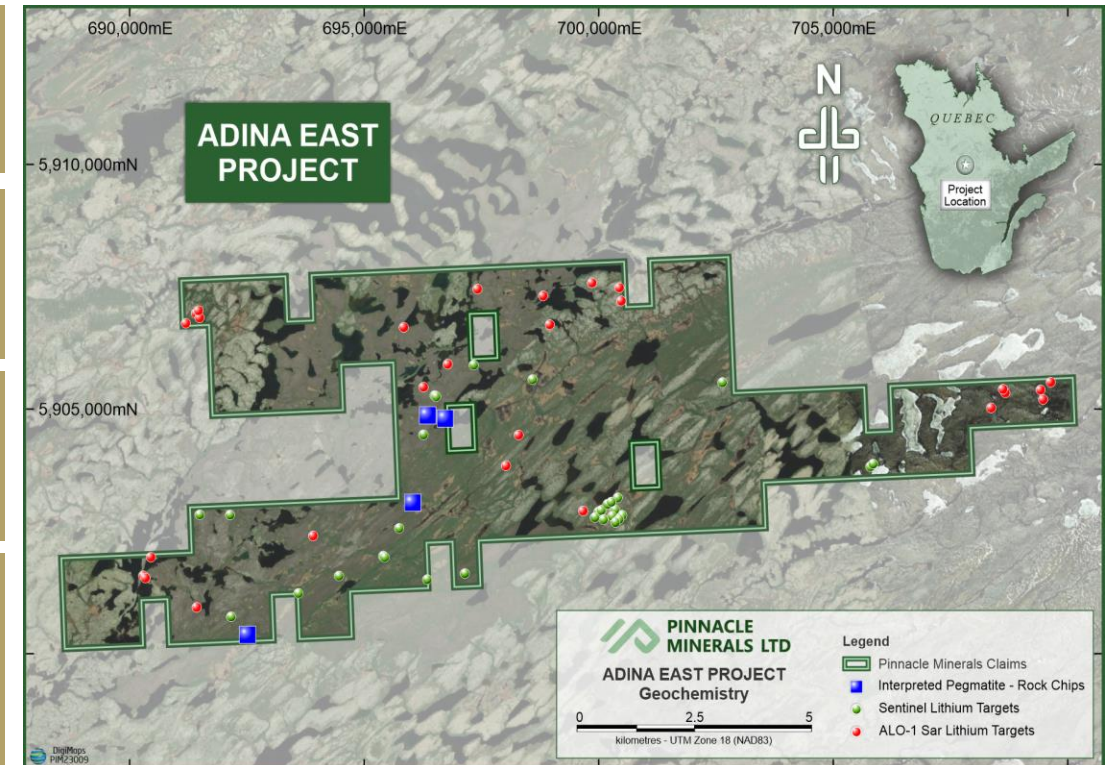 690,000mE
695,000mE
700,000mE
705,000mE
N
ADINA EAST
PROJECT
QUEBEC
5,910,000mN
Project
Location
5,905,000mN
PINNACLE
MINERALS LTD
ADINA EAST PROJECT
Geochemistry
0
2.5
5
kilometres - UTM Zone 18 (NAD83)
Legend
Pinnacle Minerals Claims
Interpreted Pegmatite - Rock Chips
Sentinel Lithium Targets
ALO-1 Sar Lithium Targets
DigiMaps
PIM23009